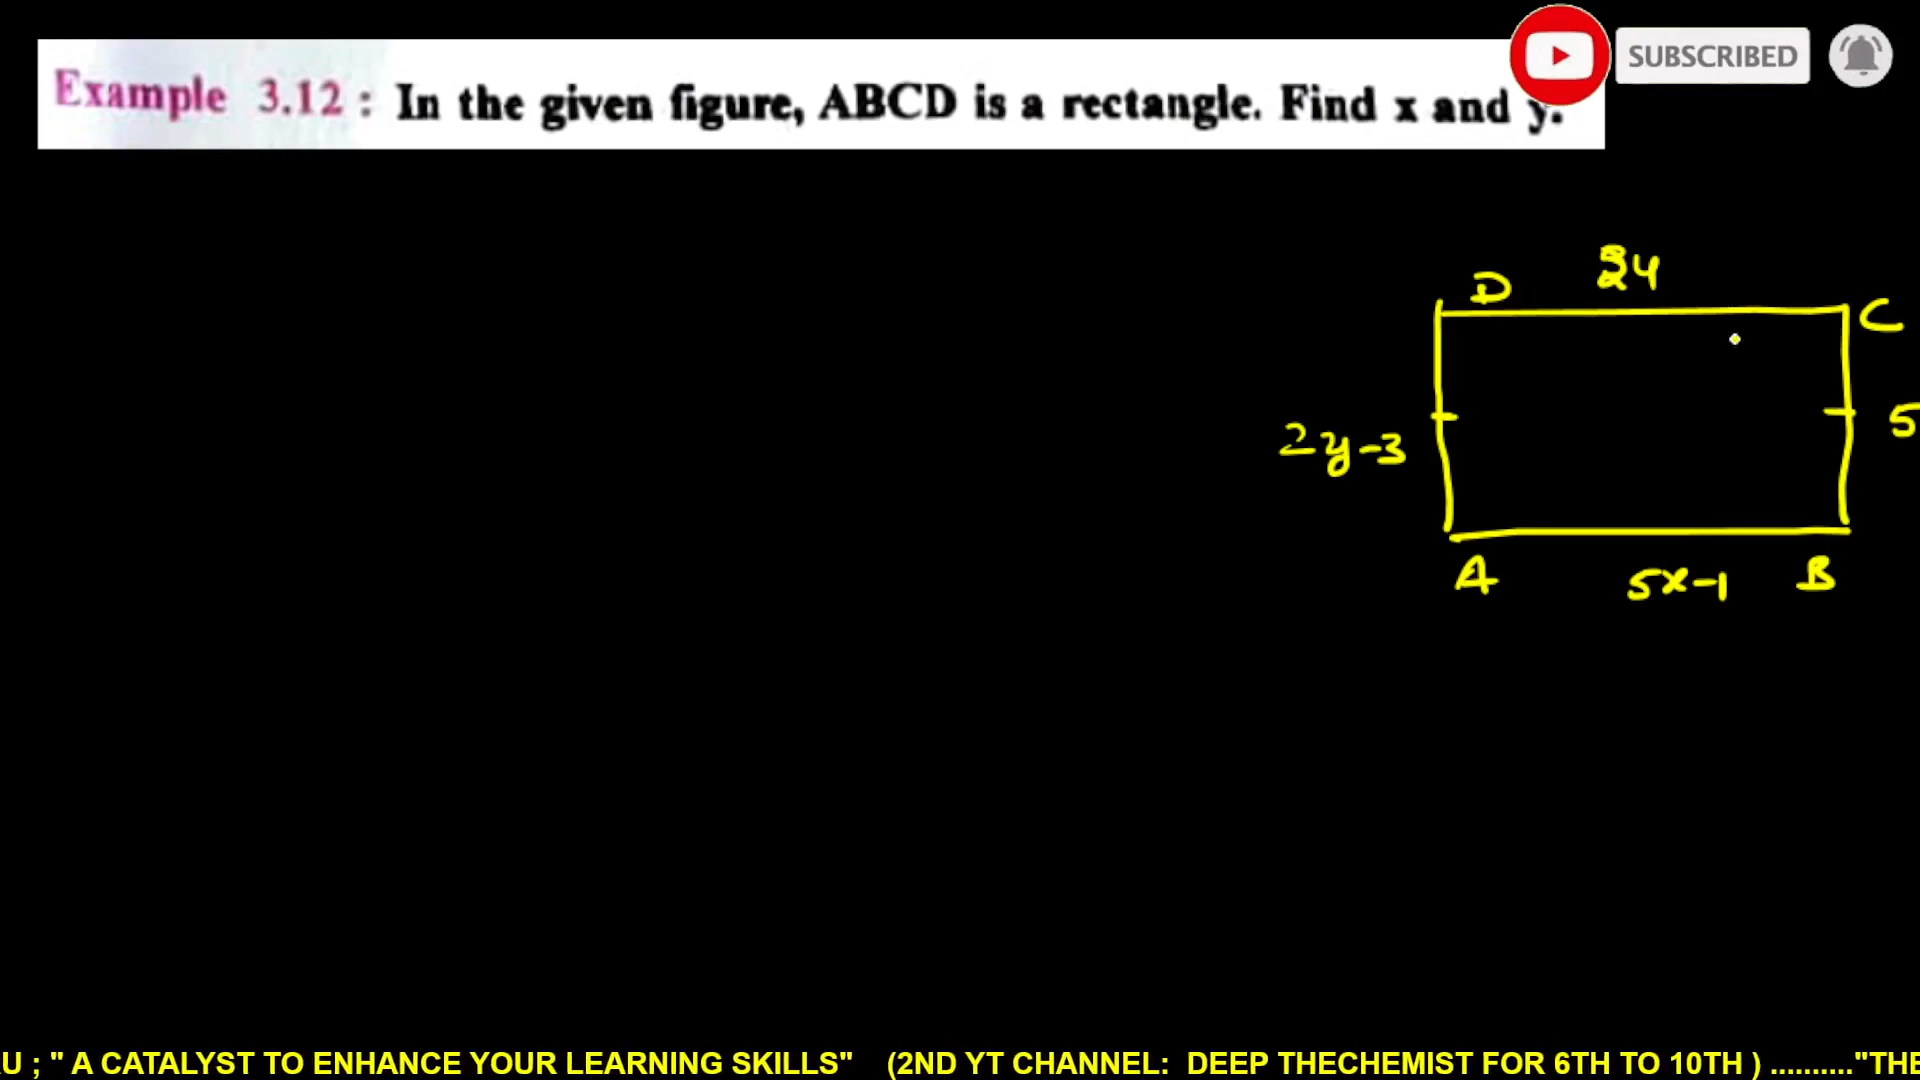 SUBSCRIBED
Example 3.12 : In the given figure, ABCD is a rectangle. Find x and y.
D 24
C
2y-3
5
A 5x-1 B
U ; " A CATALYST TO ENHANCE YOUR LEARNING SKILLS" (2ND YT CHANNEL: DEEP THECHEMIST FOR 6TH TO 10TH ) .........."THE